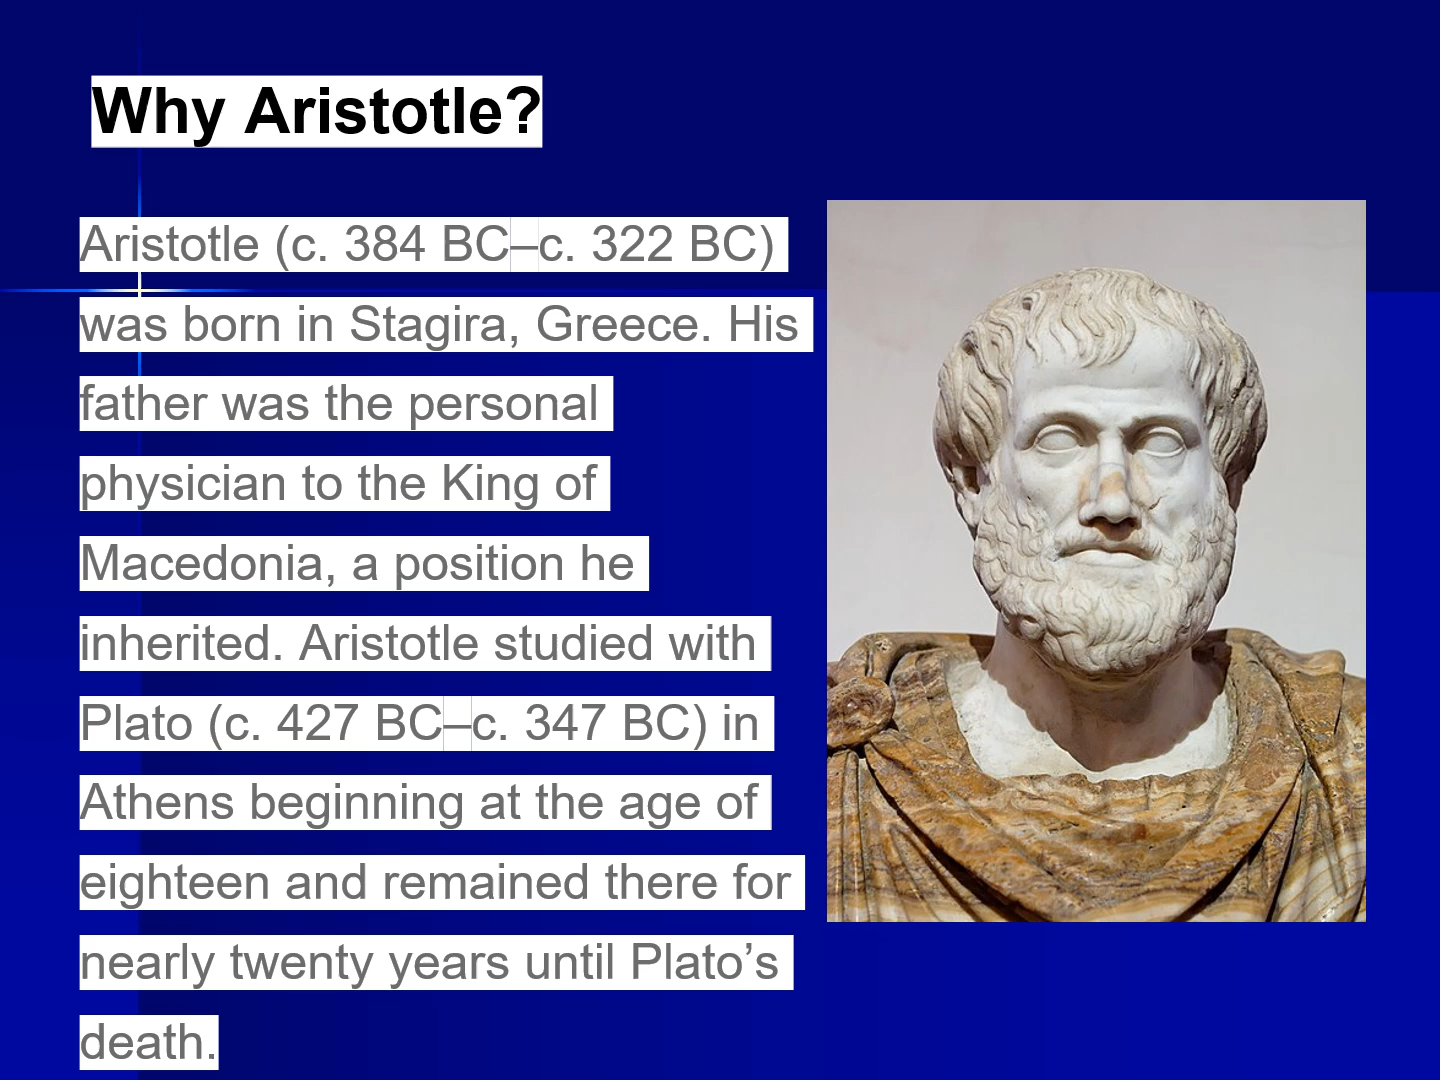 Why Aristotle?
Aristotle (c. 384 BC–c. 322 BC)
was born in Stagira, Greece. His
father was the personal
physician to the King of
Macedonia, a position he
inherited. Aristotle studied with
Plato (c. 427 BC–c. 347 BC) in
Athens beginning at the age of
eighteen and remained there for
nearly twenty years until Plato’s
death.